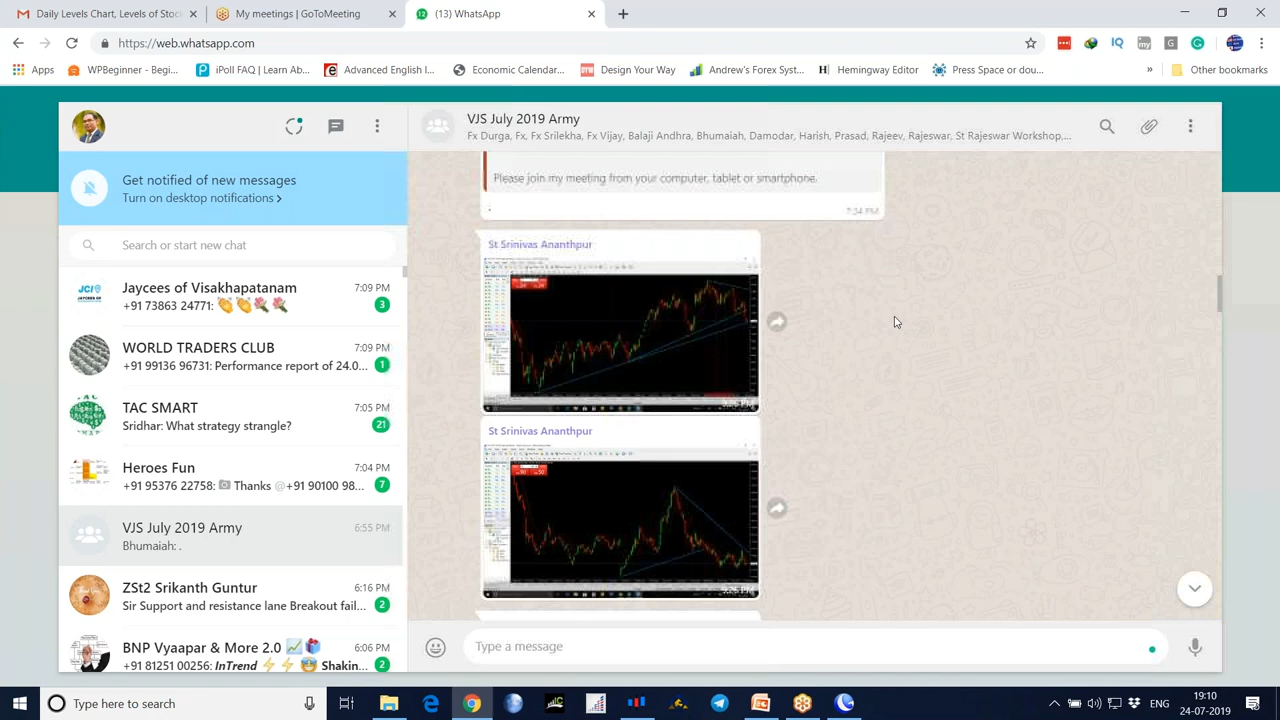 Daily Levels Chart, Levels of Stock
My meetings | GoToMeeting
(13) WhatsApp
https://web.whatsapp.com
Apps
WPBeginner - Begi...
iPoll FAQ | Learn Ab...
Advanced English I...
Economic Calendar...
Design Your Way
Andrew's Forex Syst...
Hemingway Editor
Press Space or dou...
»
Other bookmarks
VJS July 2019 Army
Fx Durga, Fx, Fx Srilekha, Fx Vijay, Balaji Andhra, Bhumaiah, Damodar, Harish, Prasad, Rajeev, Rajeswar, St Rajeswar Workshop,...
Get notified of new messages
Turn on desktop notifications >
Search or start new chat
Jaycees of Visakhapatanam
7:09 PM
+91 73863 24771:
3
WORLD TRADERS CLUB
7:09 PM
+91 99136 96731: Performance report of 24.0...
1
TAC SMART
7:05 PM
Sridhar: What strategy strangle?
21
Heroes Fun
7:04 PM
+91 95376 22758: Thanks @+91 90100 98...
7
VJS July 2019 Army
6:55 PM
Bhumaiah: .
ZSt2 Srikanth Guntur
6:16 PM
Sir support and resistance lane breakout fail...
2
BNP Vyaapar & More 2.0
6:06 PM
+91 81251 00256: InTrend Shakin...
2
Please join my meeting from your computer, tablet or smartphone.
.
7:34 PM
St Srinivas Ananthpur
St Srinivas Ananthpur
Type a message
Type here to search
ENG
19:10
24-07-2019